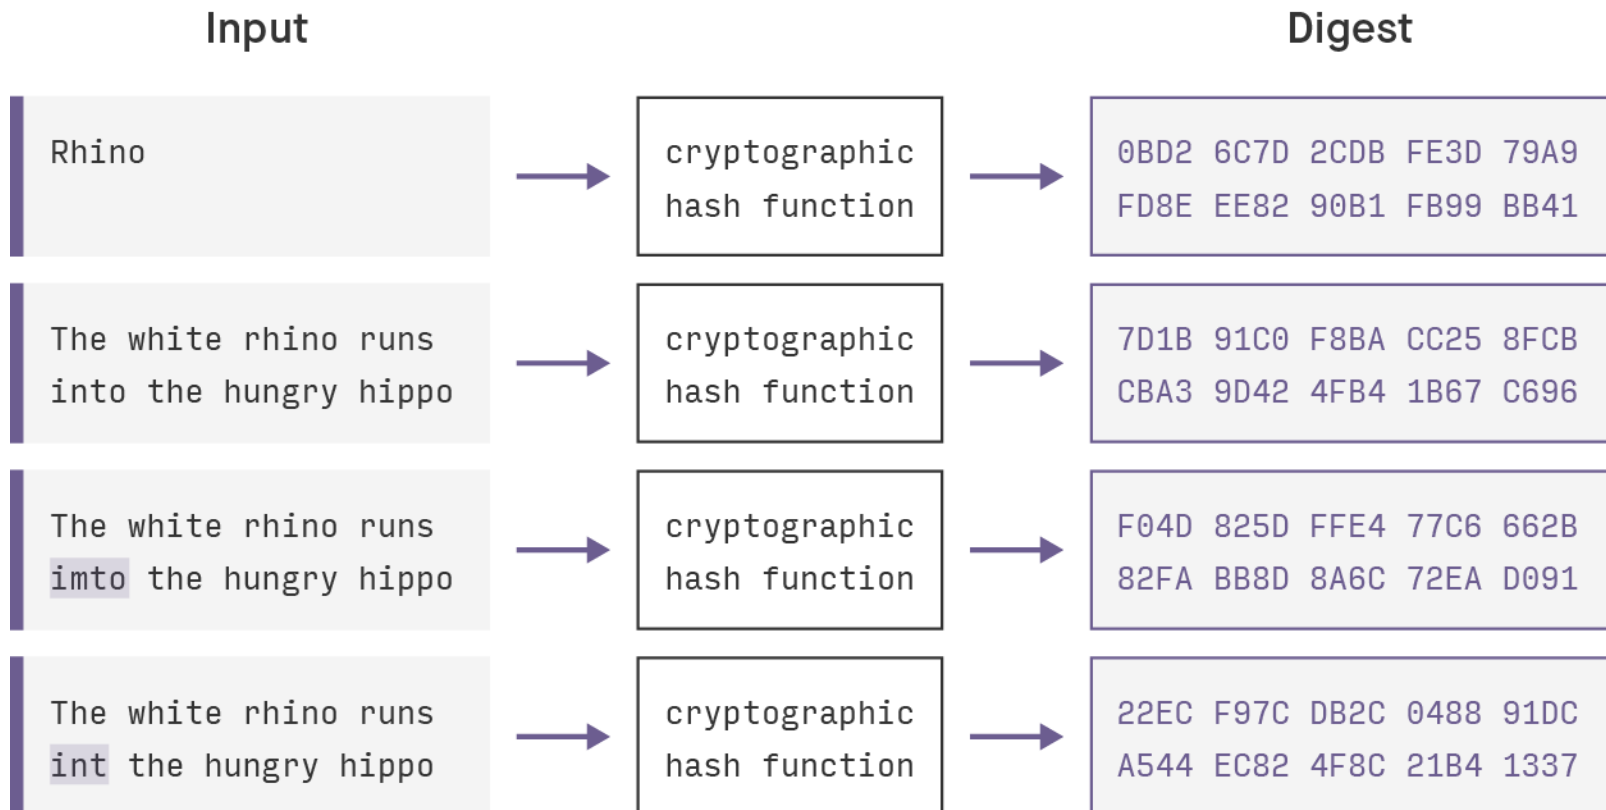 Input
Digest
Rhino
cryptographic
hash function
0BD2 6C7D 2CDB FE3D 79A9
FD8E EE82 90B1 FB99 BB41
The white rhino runs
into the hungry hippo
cryptographic
hash function
7D1B 91C0 F8BA CC25 8FCB
CBA3 9D42 4FB4 1B67 C696
The white rhino runs
imto the hungry hippo
cryptographic
hash function
F04D 825D FFE4 77C6 662B
82FA BB8D 8A6C 72EA D091
The white rhino runs
int the hungry hippo
cryptographic
hash function
22EC F97C DB2C 0488 91DC
A544 EC82 4F8C 21B4 1337